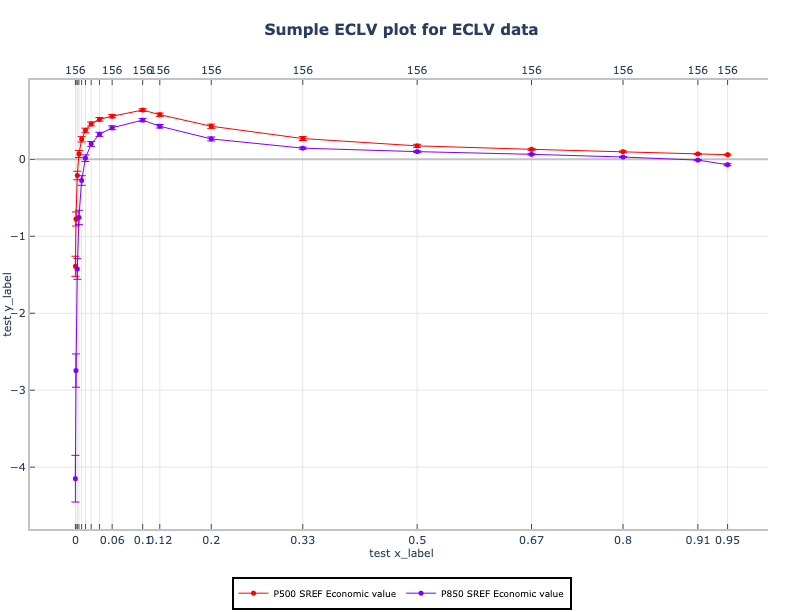 Sumple ECLV plot for ECLV data
156 156 156 156 156 156 156 156 156 156 156
0
−1
−2
−3
−4
test y_label
0 0.06 0.1 0.12 0.2 0.33 0.5 0.67 0.8 0.91 0.95
test x_label
P500 SREF Economic value P850 SREF Economic value